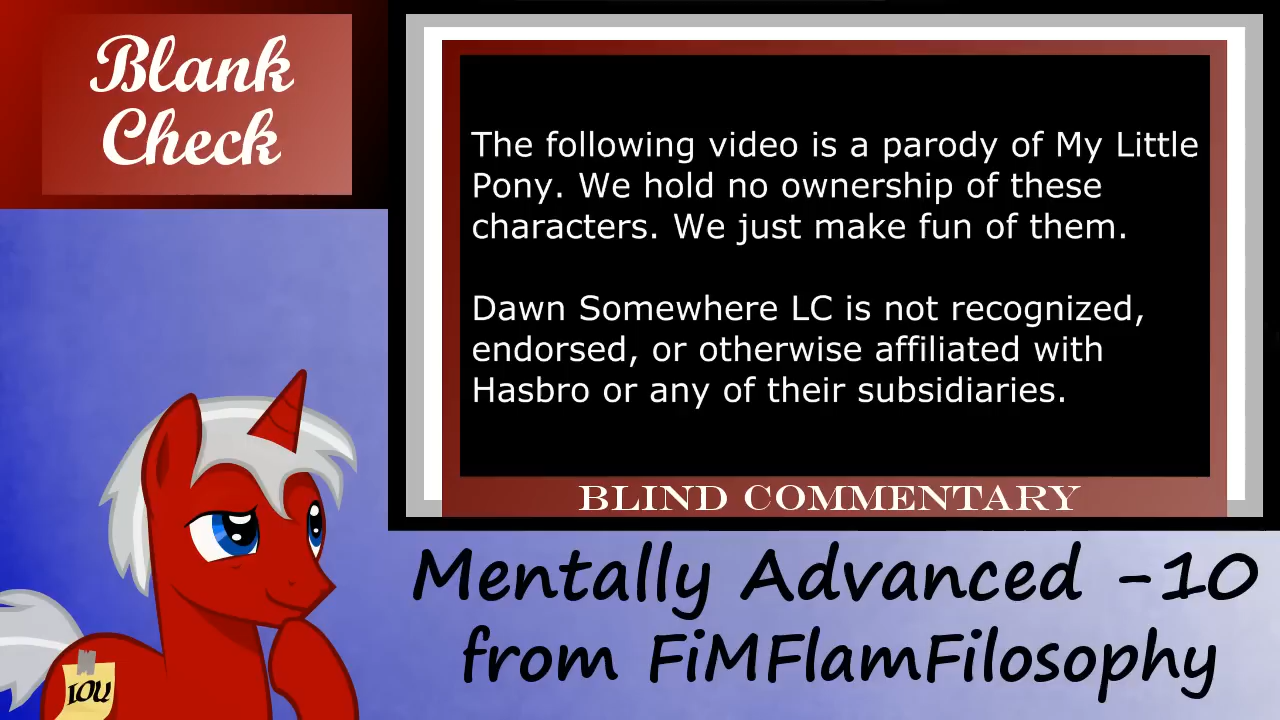 Blank
Check
The following video is a parody of My Little
Pony. We hold no ownership of these
characters. We just make fun of them.
Dawn Somewhere LC is not recognized,
endorsed, or otherwise affiliated with
Hasbro or any of their subsidiaries.
BLIND COMMENTARY
Mentally Advanced -10
from FiMFlamFilosophy
IOU